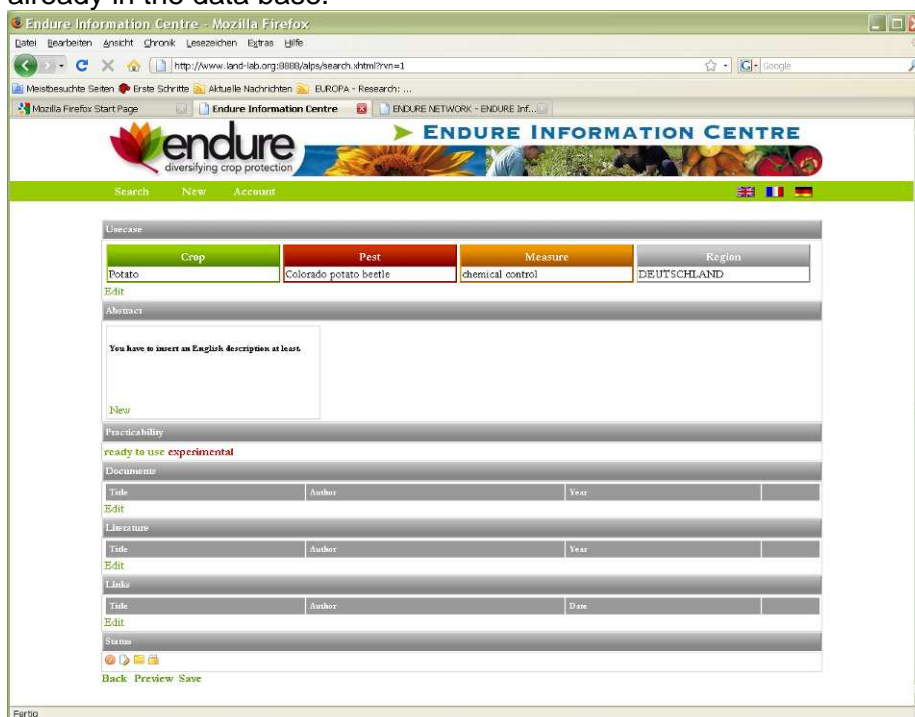 already in the data base.
Endure Information Centre - Mozilla Firefox
Datei Bearbeiten Ansicht Chronik Lesezeichen Extras Hilfe
http://www.land-lab.org:8888/alps/search.xhtml?rvn=1
Google
Meistbesuchte Seiten Erste Schritte Aktuelle Nachrichten EUROPA - Research: ...
Mozilla Firefox Start Page Endure Information Centre ENDURE NETWORK - ENDURE Inf...
endure
diversifying crop protection
ENDURE INFORMATION CENTRE
Search New Account
Usecase
Crop Pest Measure Region
Potato Colorado potato beetle chemical control DEUTSCHLAND
Edit
Abstract
You have to insert an English description at least.
New
Practicability
ready to use experimental
Documents
Title Author Year
Edit
Literature
Title Author Year
Edit
Links
Title Author Date
Edit
Status
Back Preview Save
Fertig